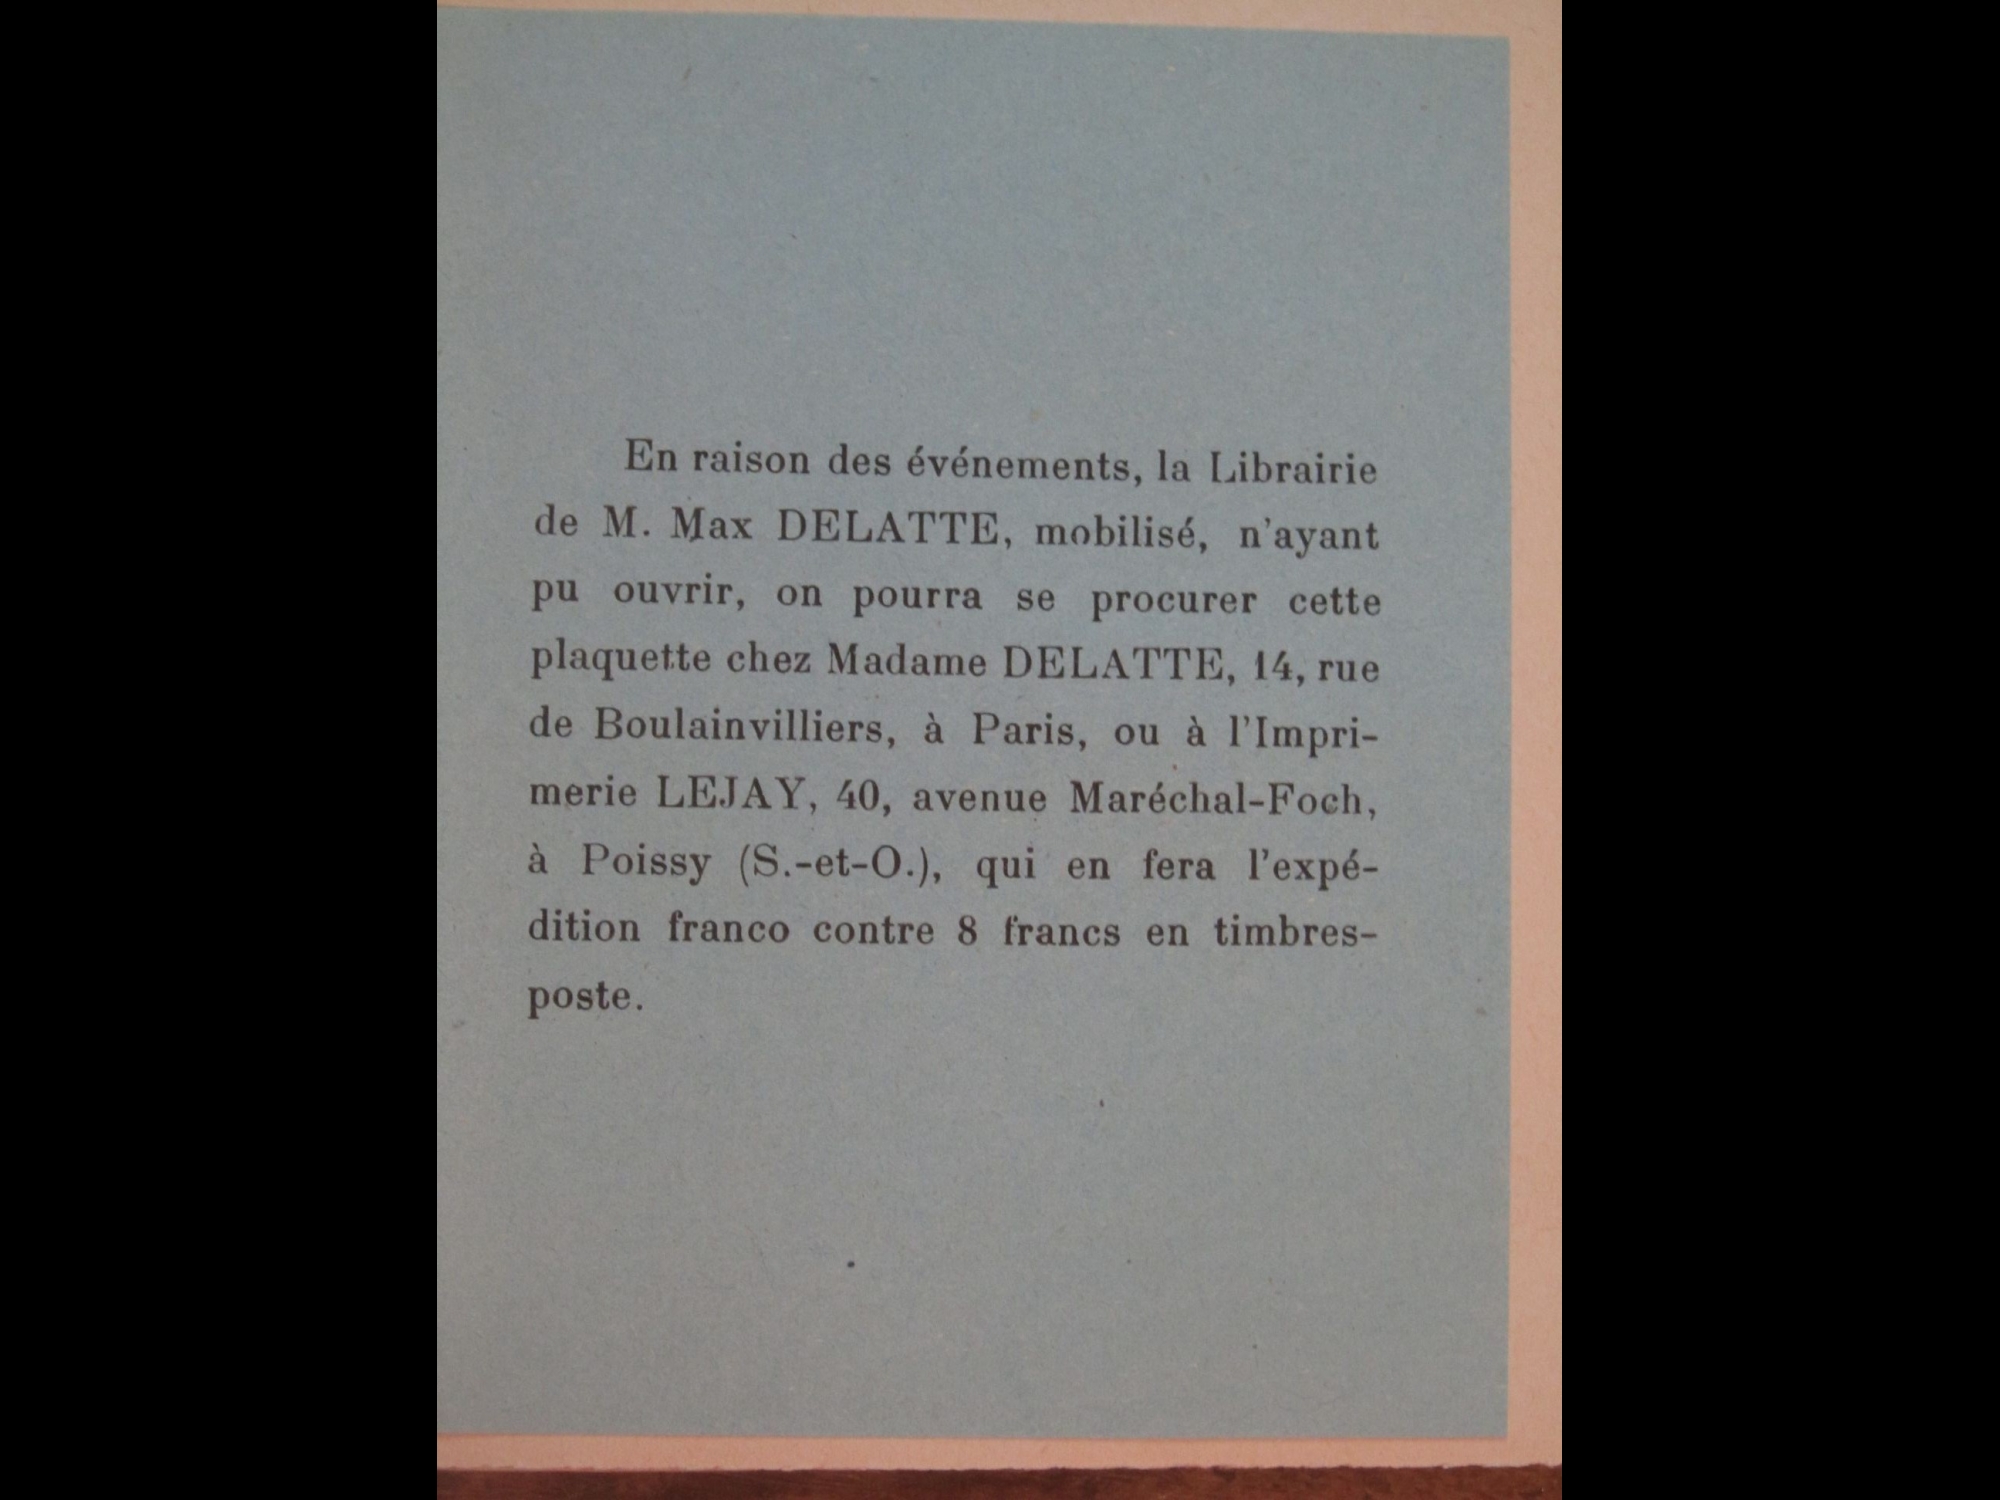 En raison des événements, la Librairie
de M. Max DELATTE, mobilisé, n'ayant
pu ouvrir, on pourra se procurer cette
plaquette chez Madame DELATTE, 14, rue
de Boulainvilliers, à Paris, ou à l'Impri-
merie LEJAY, 40, avenue Maréchal-Foch,
à Poissy (S.-et-O.), qui en fera l'expé-
dition franco contre 8 francs en timbres-
poste.